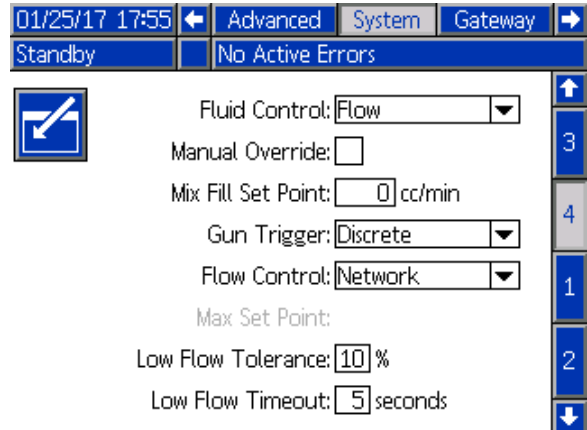 01/25/17 17:55 Advanced System Gateway
Standby No Active Errors
Fluid Control: Flow
3
Manual Override:
Mix Fill Set Point: 0 cc/min
4
Gun Trigger: Discrete
Flow Control: Network
1
Max Set Point:
Low Flow Tolerance: 10 %
2
Low Flow Timeout: 5 seconds